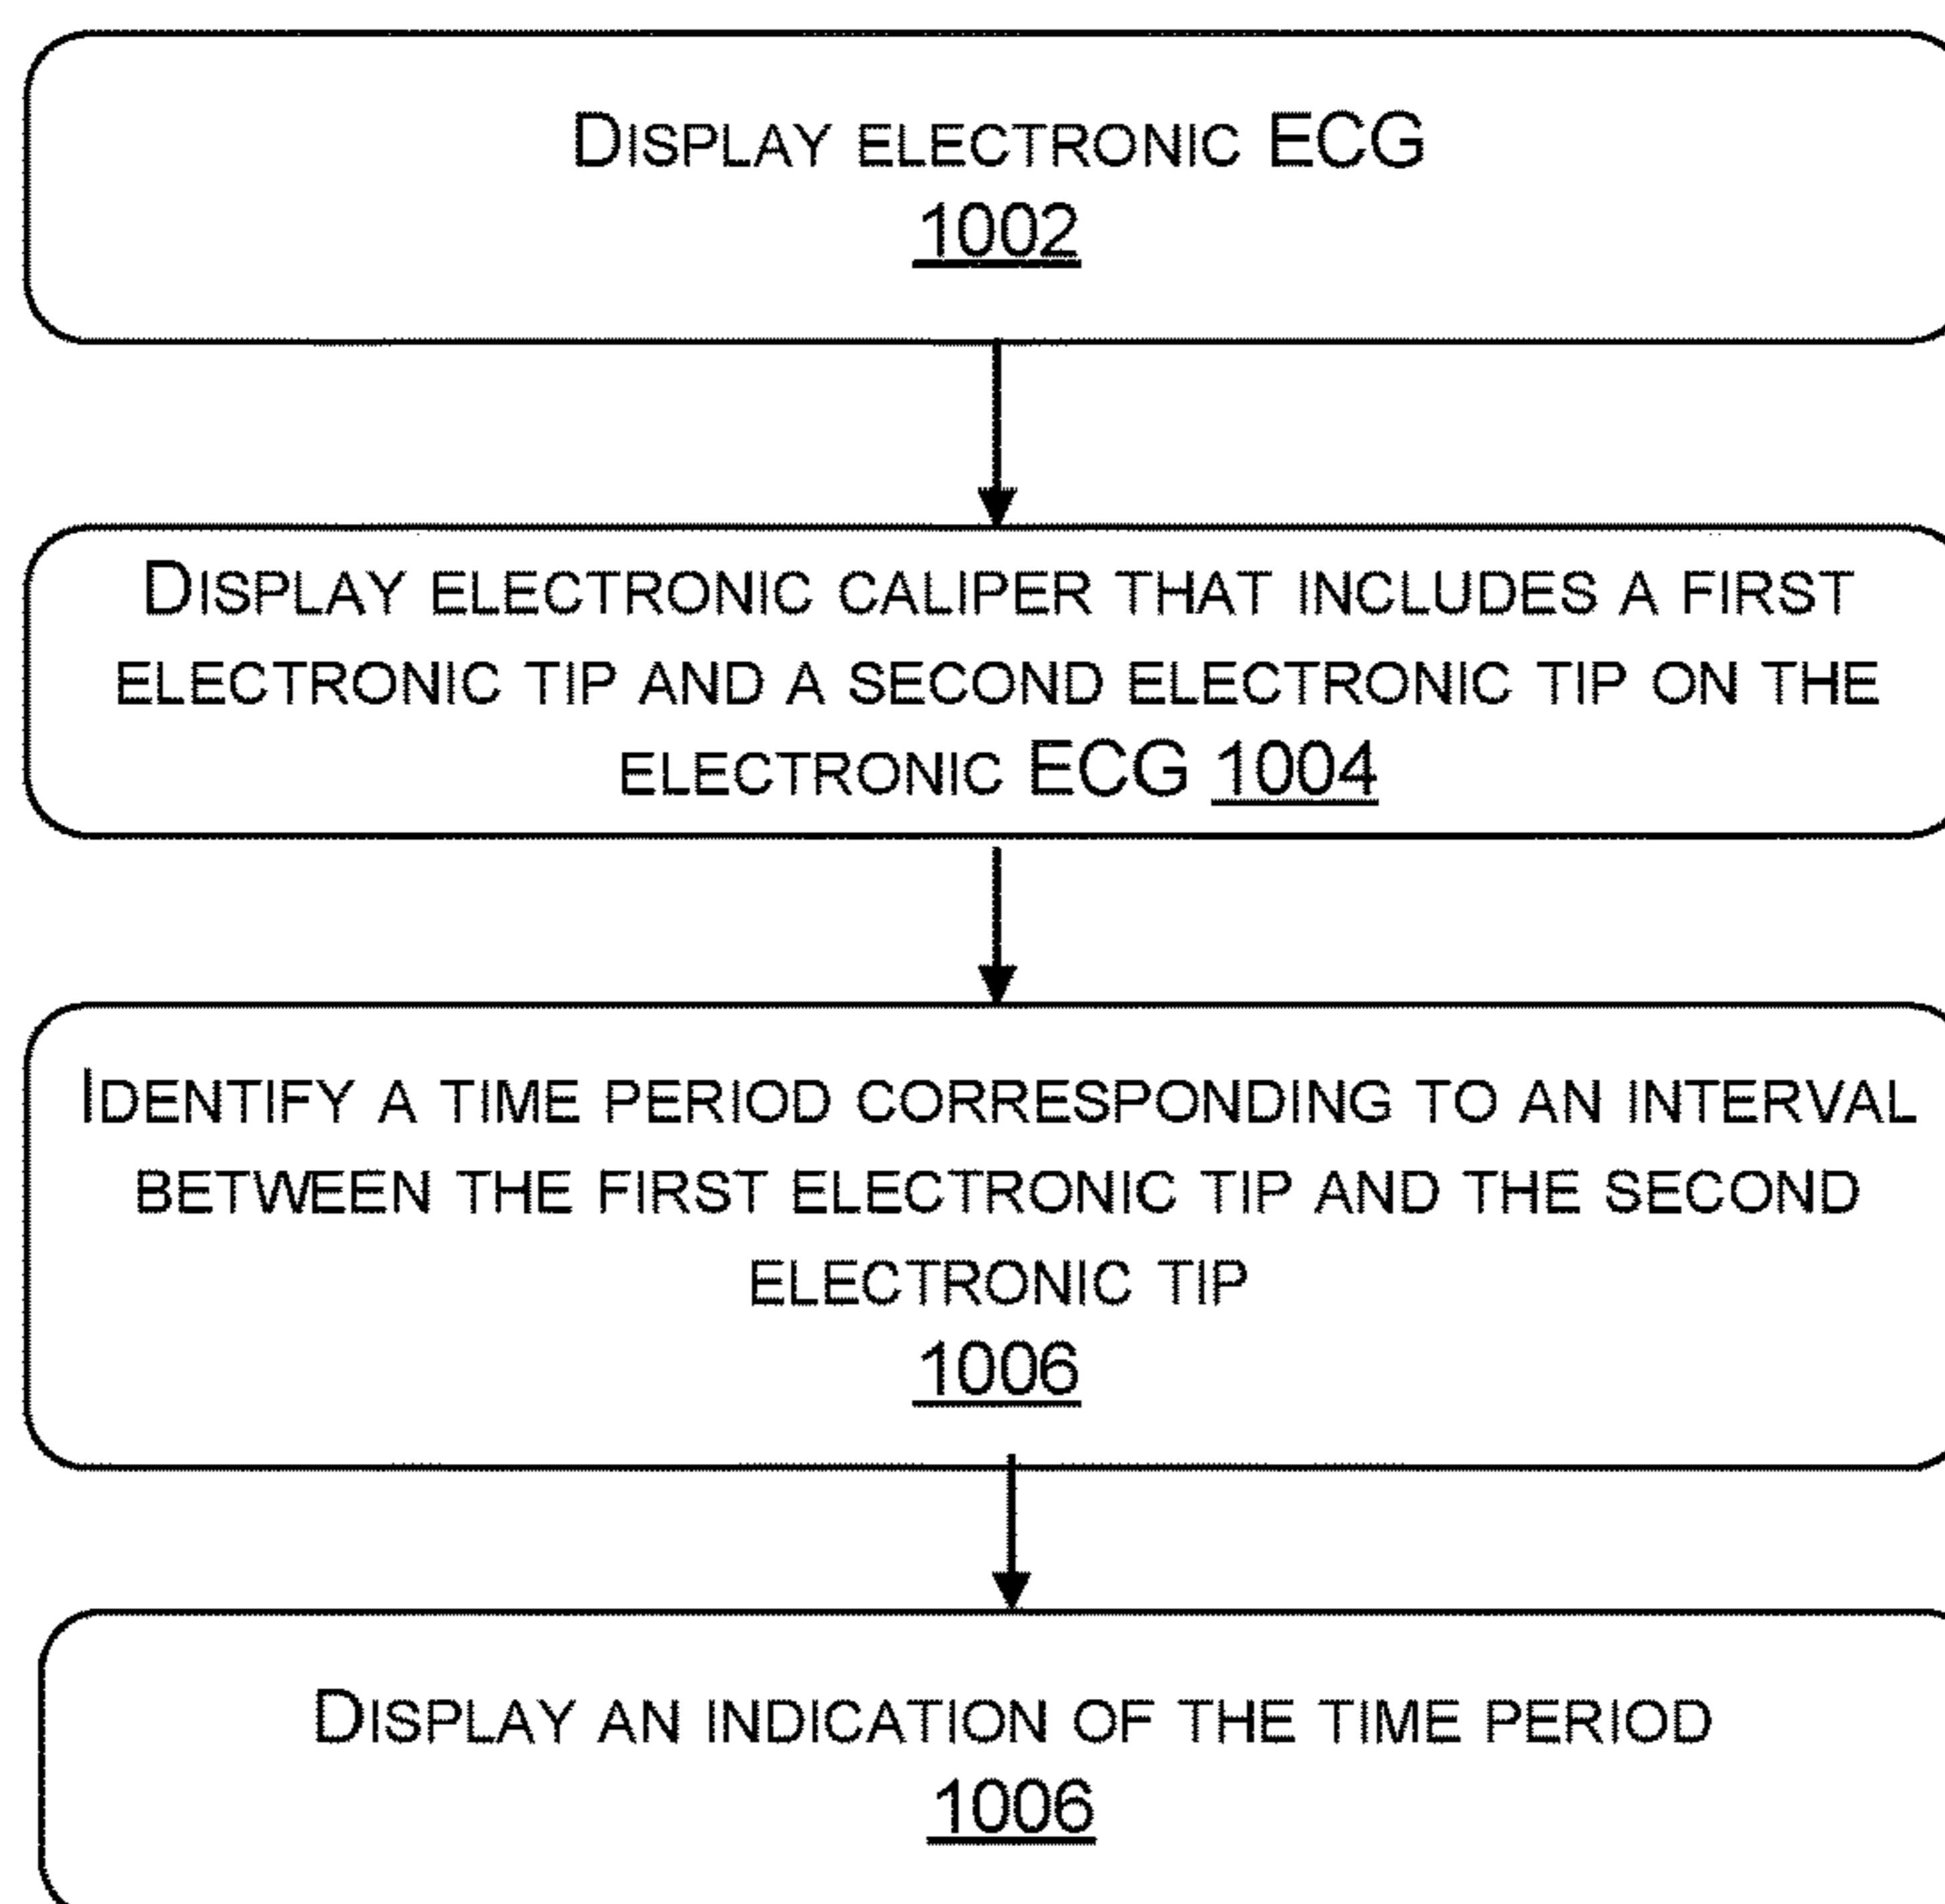 DISPLAY ELECTRONIC ECG
1002
DISPLAY ELECTRONIC CALIPER THAT INCLUDES A FIRST
ELECTRONIC TIP AND A SECOND ELECTRONIC TIP ON THE
ELECTRONIC ECG 1004
IDENTIFY A TIME PERIOD CORRESPONDING TO AN INTERVAL
BETWEEN THE FIRST ELECTRONIC TIP AND THE SECOND
ELECTRONIC TIP
1006
DISPLAY AN INDICATION OF THE TIME PERIOD
1006